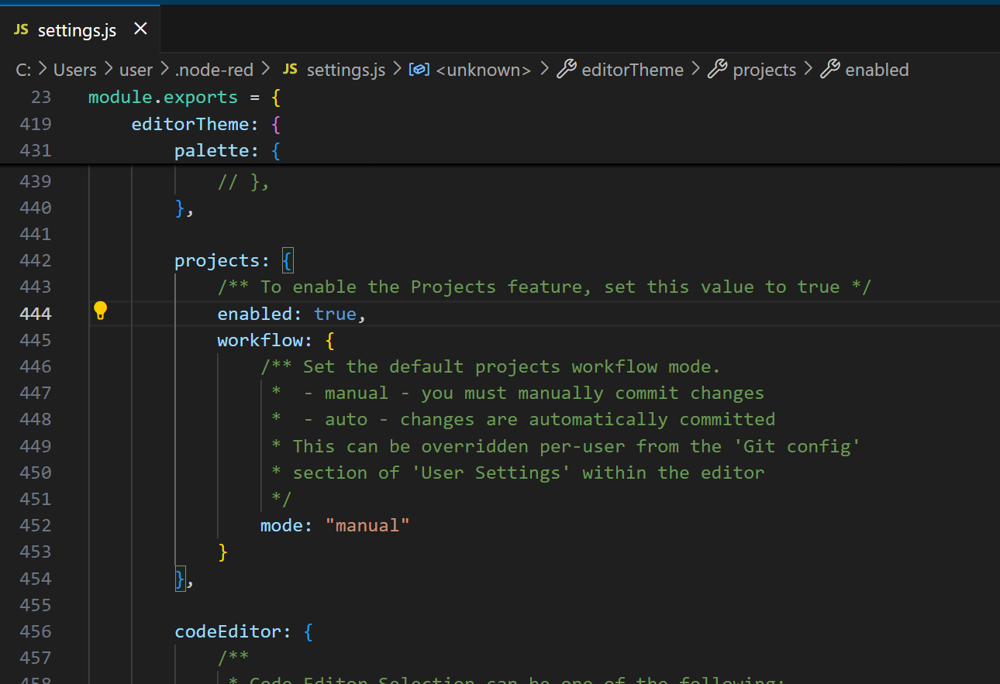 JS settings.js
C: Users user .node-red JS settings.js <unknown> editorTheme projects enabled
23 module.exports = {
419 editorTheme: {
431 palette: {
439 // },
440 },
441
442 projects: {
443 /** To enable the Projects feature, set this value to true */
444 enabled: true,
445 workflow: {
446 /** Set the default projects workflow mode.
447 *  - manual - you must manually commit changes
448 *  - auto - changes are automatically committed
449 * This can be overridden per-user from the 'Git config'
450 * section of 'User Settings' within the editor
451 */
452 mode: "manual"
453 }
454 },
455
456 codeEditor: {
457 /**
458 * Code Editor Selection can be one of the following: